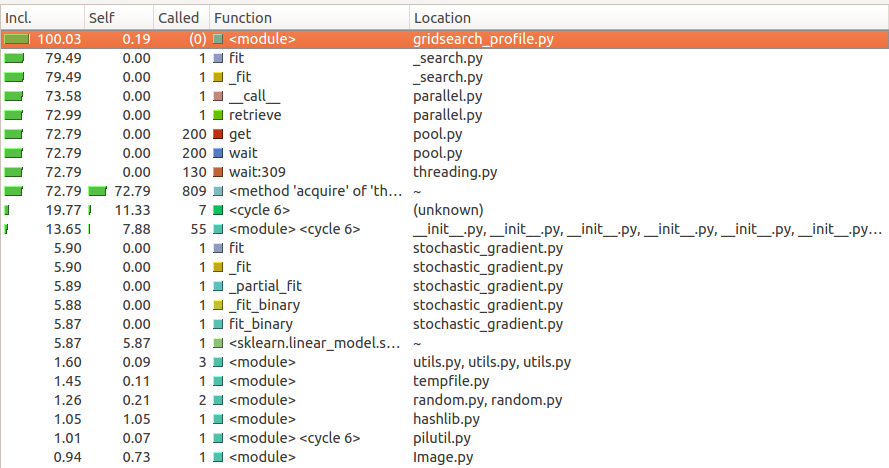 Incl. Self Called Function Location
100.03 0.19 (0) <module> gridsearch_profile.py
79.49 0.00 1 fit _search.py
79.49 0.00 1 _fit _search.py
73.58 0.00 1 __call__ parallel.py
72.99 0.00 1 retrieve parallel.py
72.79 0.00 200 get pool.py
72.79 0.00 200 wait pool.py
72.79 0.00 130 wait:309 threading.py
72.79 72.79 809 <method 'acquire' of 'th... ~
19.77 11.33 7 <cycle 6> (unknown)
13.65 7.88 55 <module> <cycle 6> __init__.py, __init__.py, __init__.py, __init__.py, __init__.py, __init__.py...
5.90 0.00 1 fit stochastic_gradient.py
5.90 0.00 1 _fit stochastic_gradient.py
5.89 0.00 1 _partial_fit stochastic_gradient.py
5.88 0.00 1 _fit_binary stochastic_gradient.py
5.87 0.00 1 fit_binary stochastic_gradient.py
5.87 5.87 1 <sklearn.linear_model.s... ~
1.60 0.09 3 <module> utils.py, utils.py, utils.py
1.45 0.11 1 <module> tempfile.py
1.26 0.21 2 <module> random.py, random.py
1.05 1.05 1 <module> hashlib.py
1.01 0.07 1 <module> <cycle 6> pilutil.py
0.94 0.73 1 <module> Image.py